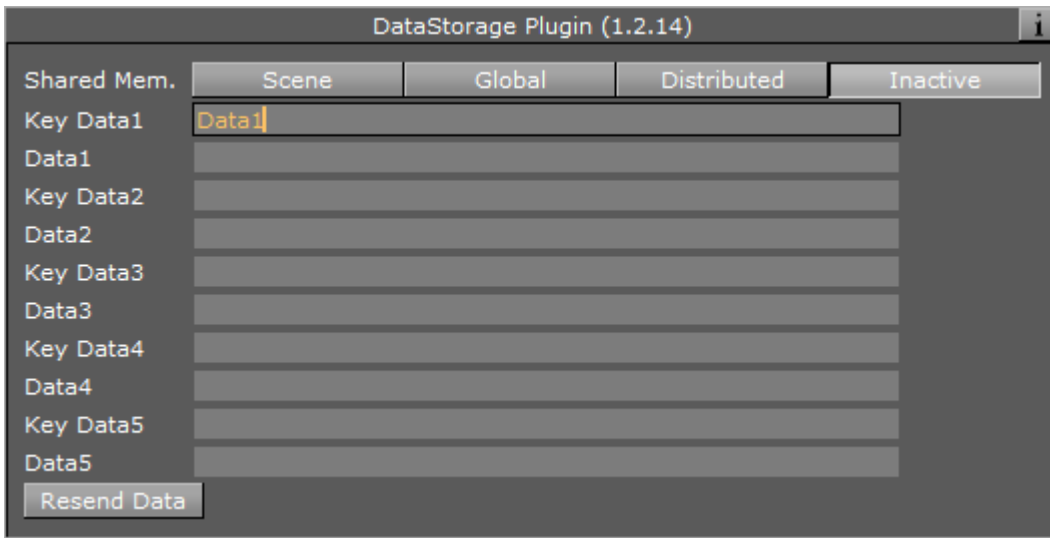 DataStorage Plugin (1.2.14) i
Shared Mem. Scene Global Distributed Inactive
Key Data1 Data1
Data1
Key Data2
Data2
Key Data3
Data3
Key Data4
Data4
Key Data5
Data5
Resend Data